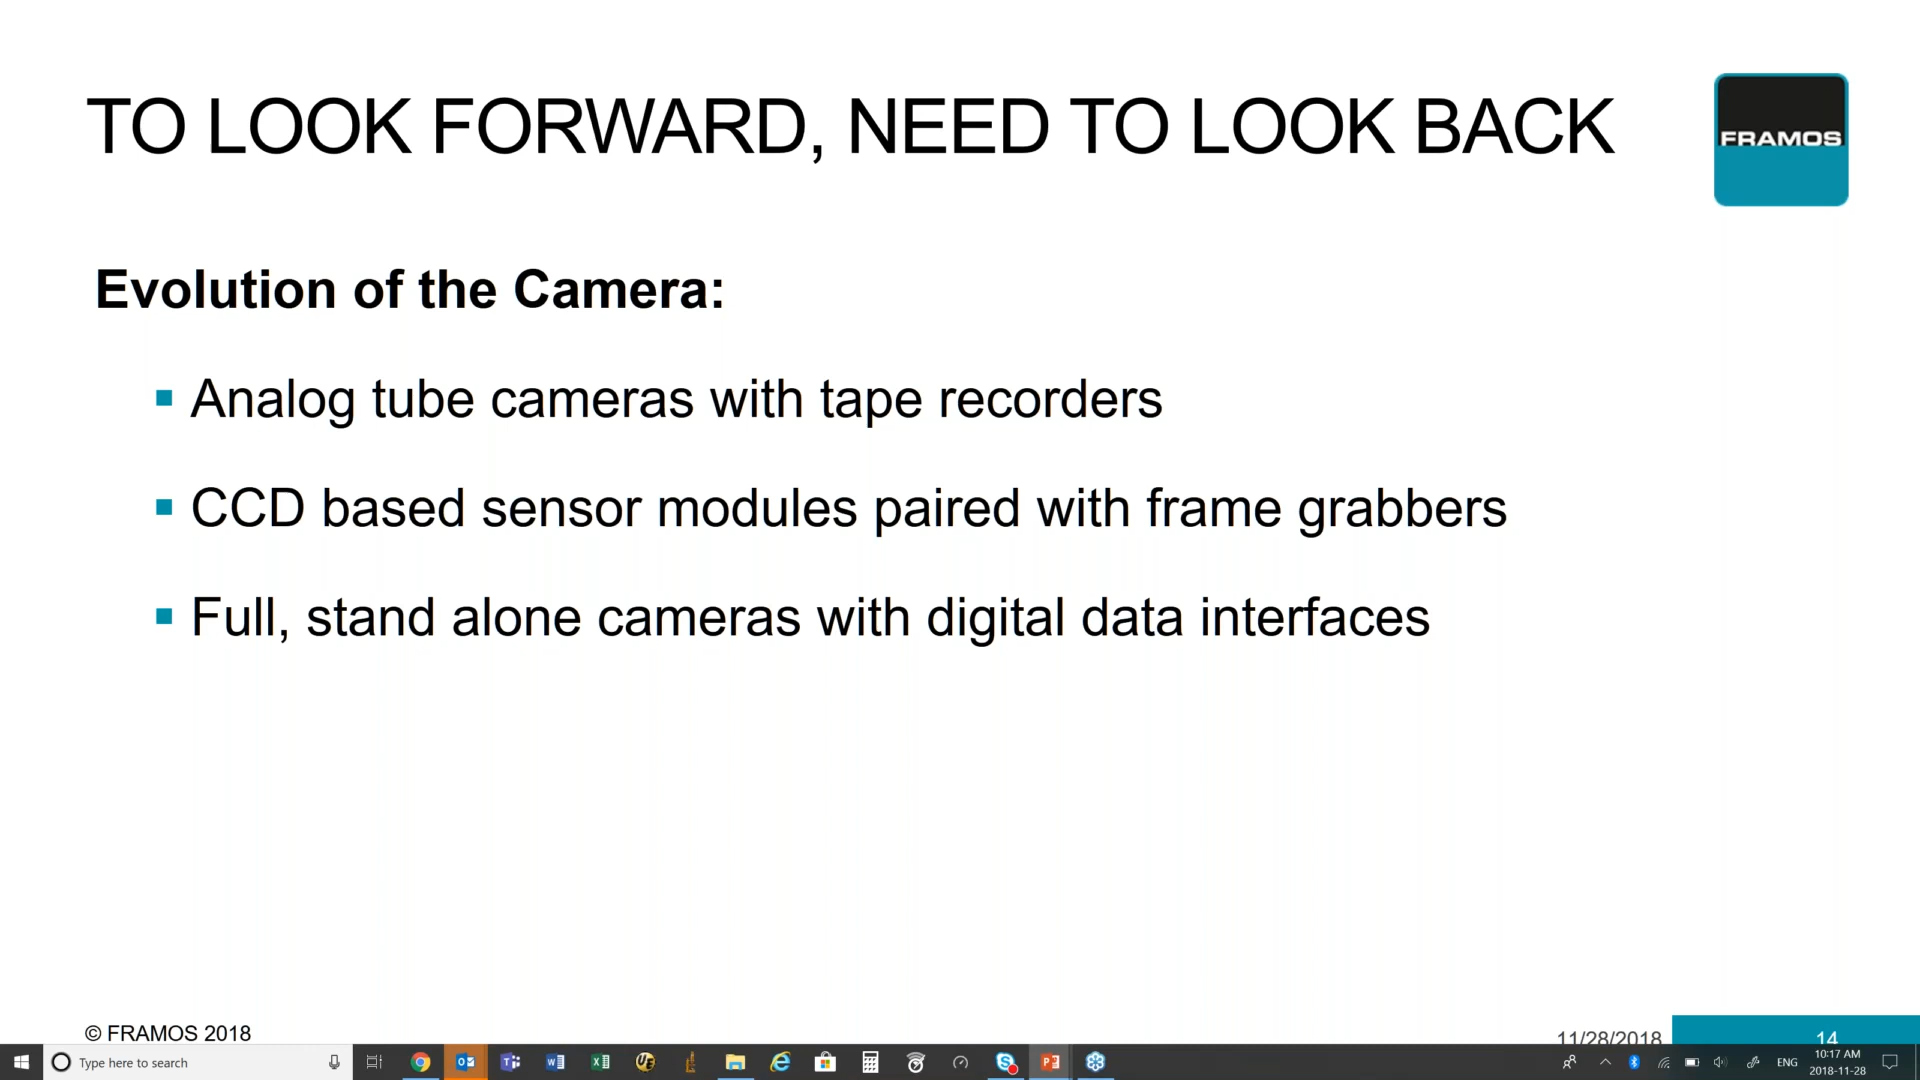 TO LOOK FORWARD, NEED TO LOOK BACK
FRAMOS
Evolution of the Camera:
Analog tube cameras with tape recorders
CCD based sensor modules paired with frame grabbers
Full, stand alone cameras with digital data interfaces
© FRAMOS 2018
11/28/2018
14
Type here to search
ENG
10:17 AM
2018-11-28